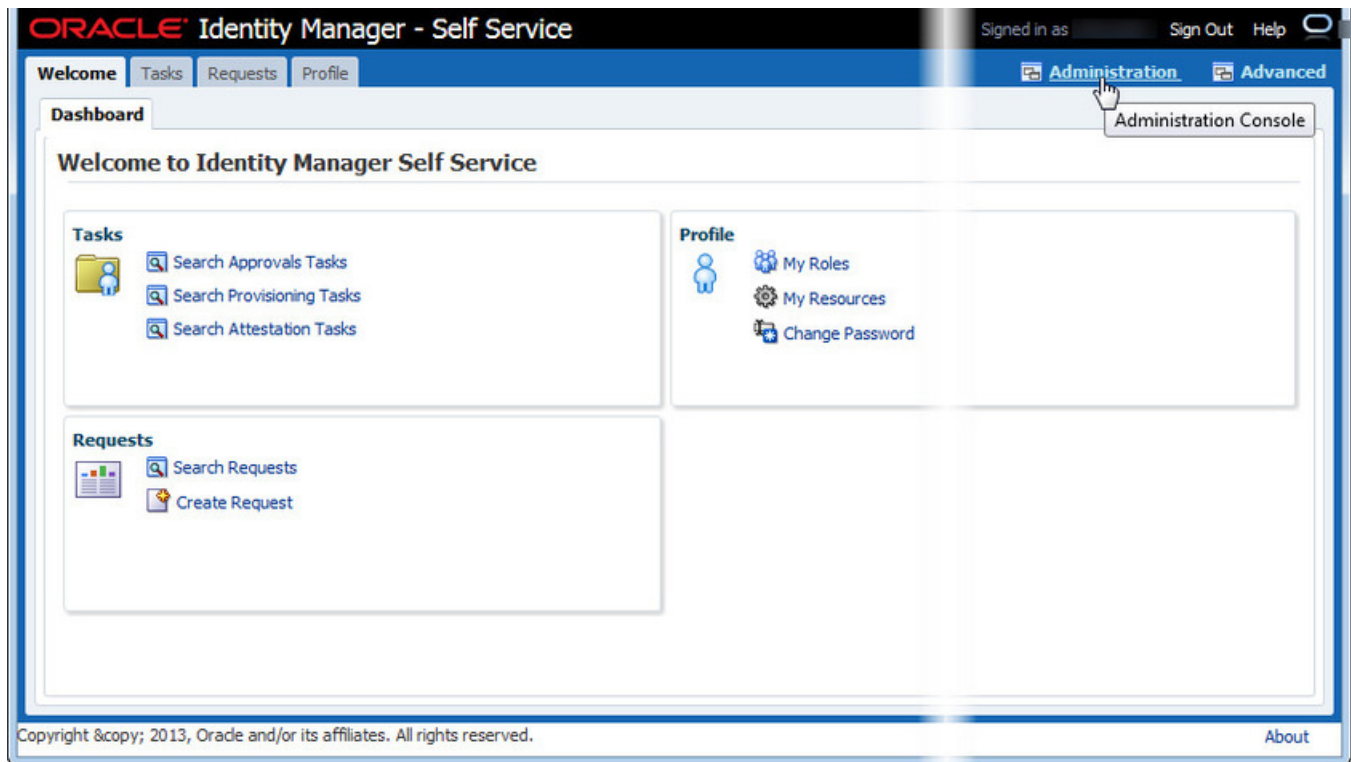 ORACLE Identity Manager - Self Service
Signed in as Sign Out Help
Welcome Tasks Requests Profile Administration Advanced
Dashboard
Administration Console
Welcome to Identity Manager Self Service
Tasks
Search Approvals Tasks
Search Provisioning Tasks
Search Attestation Tasks
Profile
My Roles
My Resources
Change Password
Requests
Search Requests
Create Request
Copyright &copy; 2013, Oracle and/or its affiliates. All rights reserved.
About